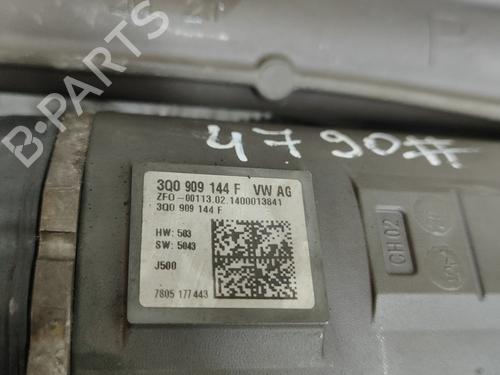 B-PARTS
4790#
3Q0 909 144 F VW AG
ZFO-00113.02.1400013841
3Q0 909 144 F
HW: 503
SW: 5043
J500
7805 177 443
CH 02